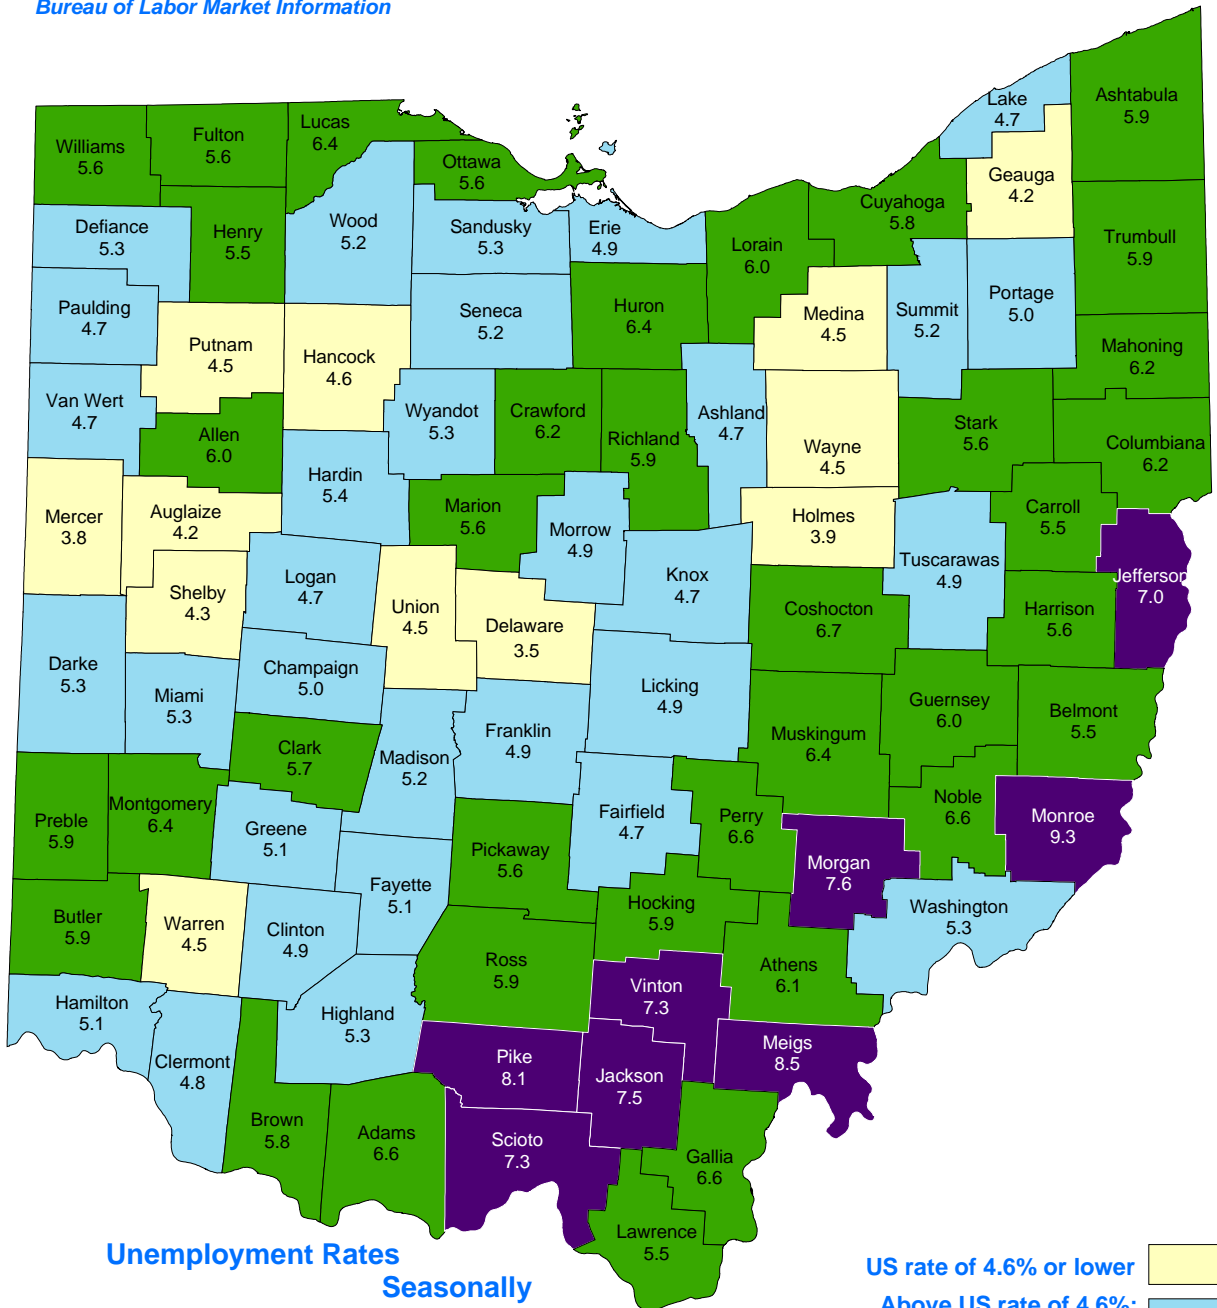 Bureau of Labor Market Information
Lake
4.7
Ashtabula
5.9
Williams
5.6
Fulton
5.6
Lucas
6.4
Ottawa
5.6
Geauga
4.2
Cuyahoga
5.8
Defiance
5.3
Henry
5.5
Wood
5.2
Sandusky
5.3
Erie
4.9
Lorain
6.0
Trumbull
5.9
Paulding
4.7
Putnam
4.5
Hancock
4.6
Seneca
5.2
Huron
6.4
Medina
4.5
Summit
5.2
Portage
5.0
Mahoning
6.2
Van Wert
4.7
Allen
6.0
Wyandot
5.3
Crawford
6.2
Richland
5.9
Ashland
4.7
Wayne
4.5
Stark
5.6
Columbiana
6.2
Mercer
3.8
Auglaize
4.2
Hardin
5.4
Marion
5.6
Morrow
4.9
Holmes
3.9
Tuscarawas
4.9
Carroll
5.5
Jefferson
7.0
Shelby
4.3
Logan
4.7
Union
4.5
Delaware
3.5
Knox
4.7
Coshocton
6.7
Harrison
5.6
Darke
5.3
Miami
5.3
Champaign
5.0
Licking
4.9
Guernsey
6.0
Belmont
5.5
Clark
5.7
Madison
5.2
Franklin
4.9
Muskingum
6.4
Preble
5.9
Montgomery
6.4
Greene
5.1
Fairfield
4.7
Perry
6.6
Noble
6.6
Monroe
9.3
Fayette
5.1
Pickaway
5.6
Morgan
7.6
Butler
5.9
Warren
4.5
Clinton
4.9
Hocking
5.9
Washington
5.3
Ross
5.9
Athens
6.1
Hamilton
5.1
Highland
5.3
Vinton
7.3
Clermont
4.8
Pike
8.1
Jackson
7.5
Meigs
8.5
Brown
5.8
Adams
6.6
Scioto
7.3
Gallia
6.6
Lawrence
5.5
Unemployment Rates
Seasonally
US rate of 4.6% or lower
Above US rate of 4.6%: